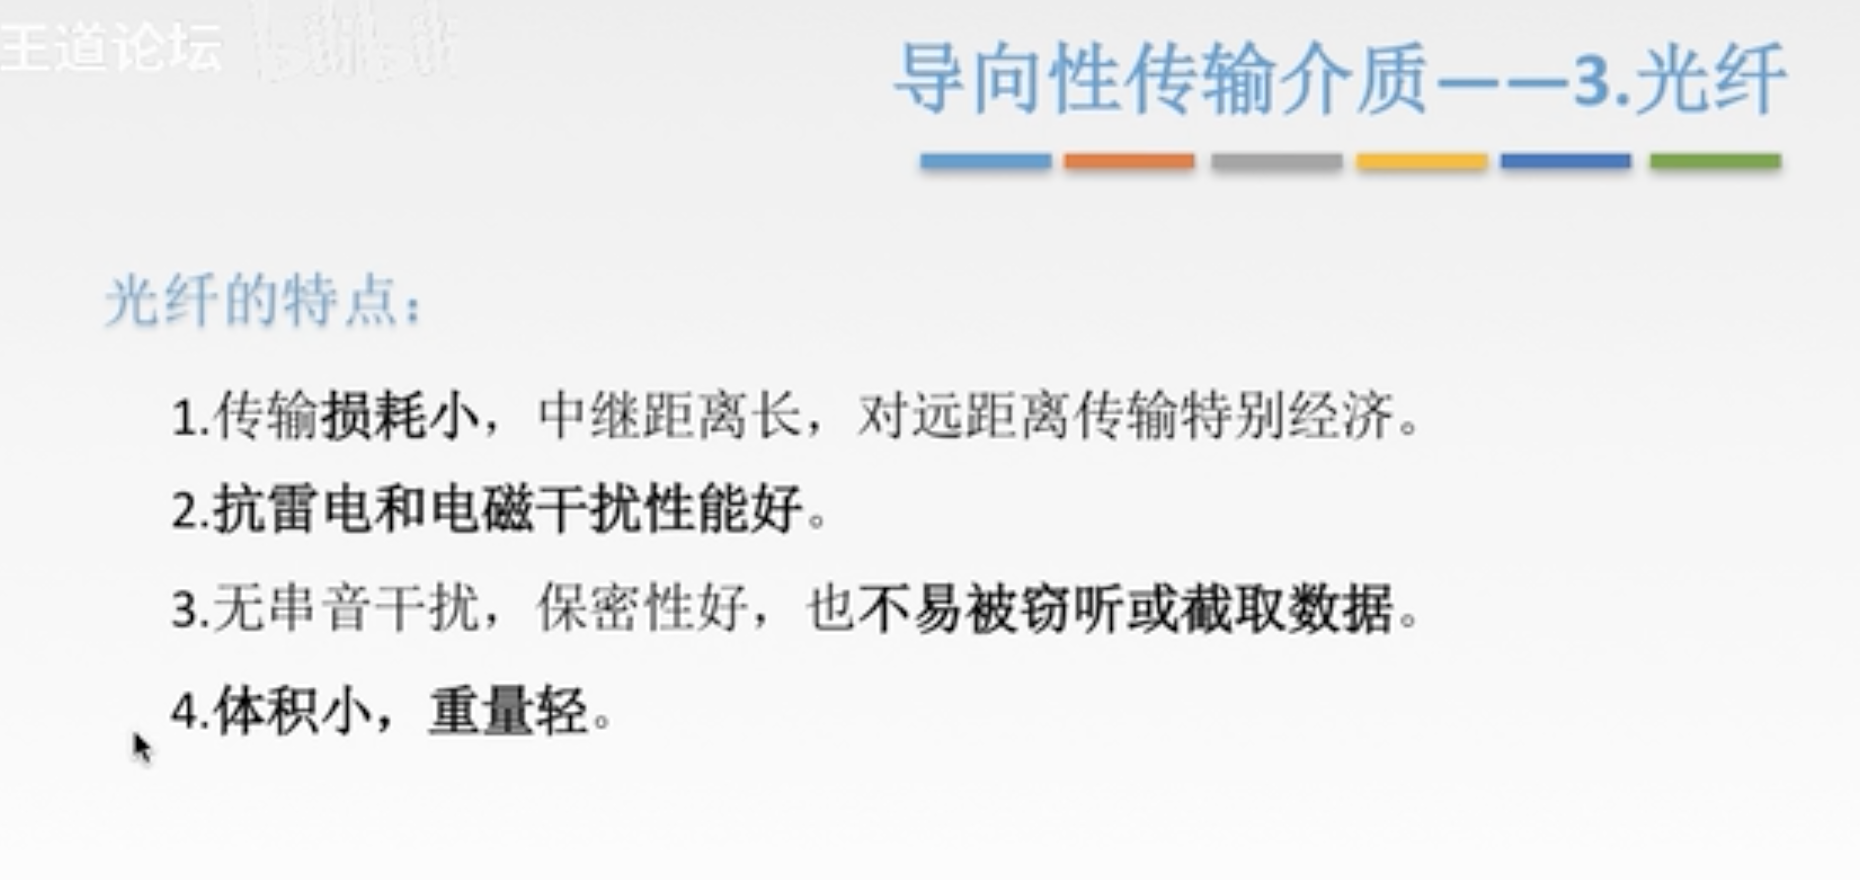 王道论坛 bilibili
导向性传输介质——3.光纤
光纤的特点：
1.传输损耗小，中继距离长，对远距离传输特别经济。
2.抗雷电和电磁干扰性能好。
3.无串音干扰，保密性好，也不易被窃听或截取数据。
4.体积小，重量轻。